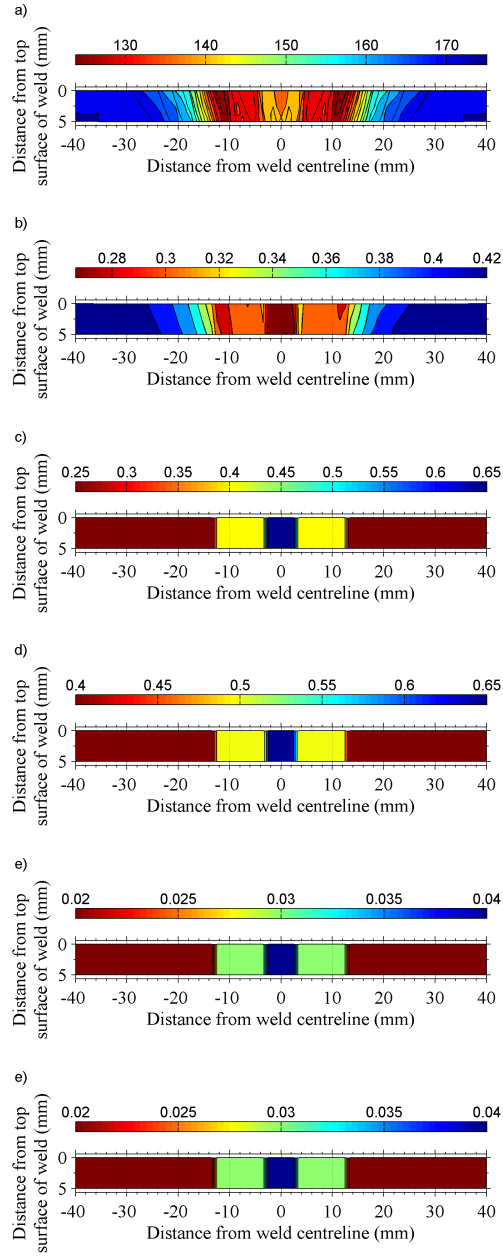 a)
130 140 150 160 170
Distance from top
surface of weld (mm)
0
5
-40 -30 -20 -10 0 10 20 30 40
Distance from weld centreline (mm)
b)
0.28 0.3 0.32 0.34 0.36 0.38 0.4 0.42
Distance from top
surface of weld (mm)
0
5
-40 -30 -20 -10 0 10 20 30 40
Distance from weld centreline (mm)
c)
0.25 0.3 0.35 0.4 0.45 0.5 0.55 0.6 0.65
Distance from top
surface of weld (mm)
0
5
-40 -30 -20 -10 0 10 20 30 40
Distance from weld centreline (mm)
d)
0.4 0.45 0.5 0.55 0.6 0.65
Distance from top
surface of weld (mm)
0
5
-40 -30 -20 -10 0 10 20 30 40
Distance from weld centreline (mm)
e)
0.02 0.025 0.03 0.035 0.04
Distance from top
surface of weld (mm)
0
5
-40 -30 -20 -10 0 10 20 30 40
Distance from weld centreline (mm)
e)
0.02 0.025 0.03 0.035 0.04
Distance from top
surface of weld (mm)
0
5
-40 -30 -20 -10 0 10 20 30 40
Distance from weld centreline (mm)